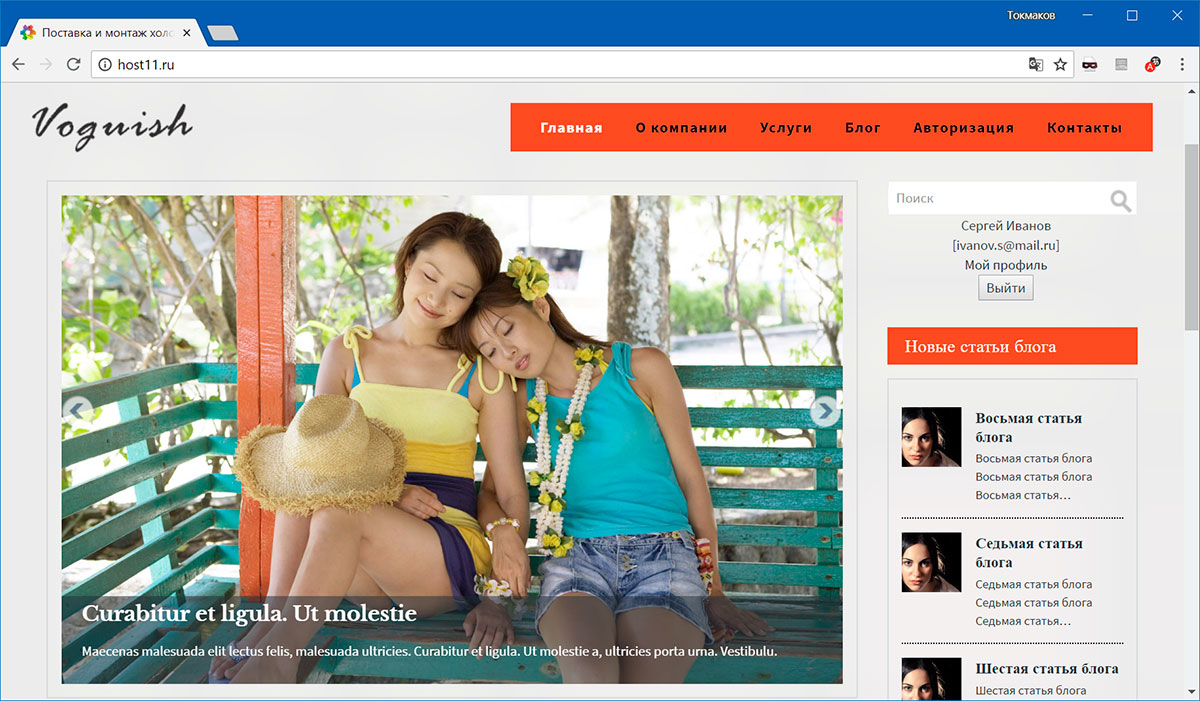 Токмаков
Поставка и монтаж холо
host11.ru
Voguish
Главная О компании Услуги Блог Авторизация Контакты
Поиск
Сергей Иванов
[ivanov.s@mail.ru]
Мой профиль
Выйти
Curabitur et ligula. Ut molestie
Maecenas malesuada elit lectus felis, malesuada ultricies. Curabitur et ligula. Ut molestie a, ultricies porta urna. Vestibulu.
Новые статьи блога
Восьмая статья
блога
Восьмая статья блога
Восьмая статья блога
Восьмая статья…
Седьмая статья
блога
Седьмая статья блога
Седьмая статья блога
Седьмая статья…
Шестая статья блога
Шестая статья блога